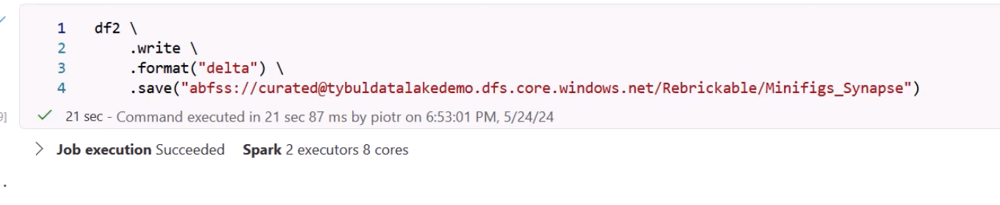 1 df2 \
2 .write \
3 .format("delta") \
4 .save("abfss://curated@tybuldatalakedemo.dfs.core.windows.net/Rebrickable/Minifigs_Synapse")
9] 21 sec - Command executed in 21 sec 87 ms by piotr on 6:53:01 PM, 5/24/24
Job execution Succeeded Spark 2 executors 8 cores